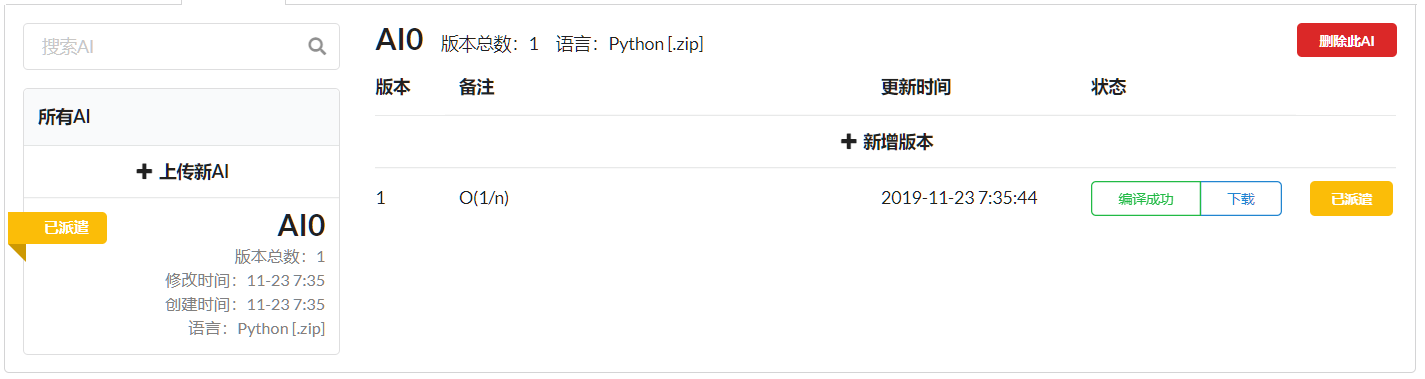 搜索AI
所有AI
上传新AI
已派遣
AI0
版本总数：1
修改时间：11-23 7:35
创建时间：11-23 7:35
语言：Python [.zip]
AI0 版本总数：1 语言：Python [.zip] 删除此AI
版本 备注 更新时间 状态
新增版本
1 O(1/n) 2019-11-23 7:35:44 编译成功 下载 已派遣